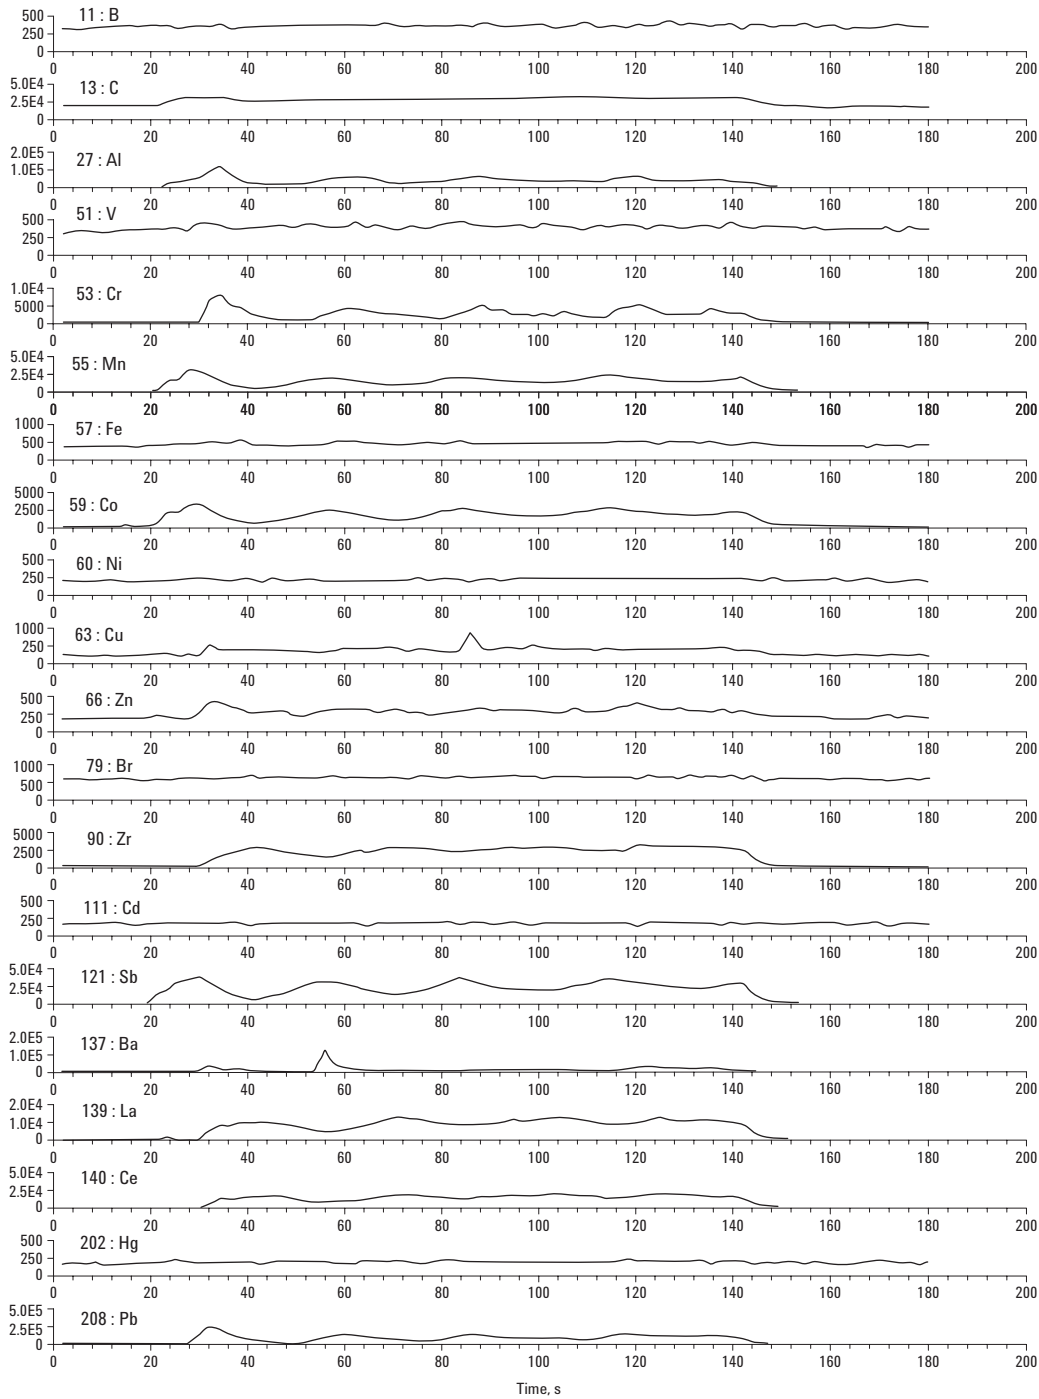 11 : B
500
250
0
0 20 40 60 80 100 120 140 160 180 200
13 : C
5.0E4
2.5E4
0
0 20 40 60 80 100 120 140 160 180 200
27 : Al
2.0E5
1.0E5
0
0 20 40 60 80 100 120 140 160 180 200
51 : V
500
250
0
0 20 40 60 80 100 120 140 160 180 200
53 : Cr
1.0E4
5000
0
0 20 40 60 80 100 120 140 160 180 200
55 : Mn
5.0E4
2.5E4
0
0 20 40 60 80 100 120 140 160 180 200
57 : Fe
1000
500
0
0 20 40 60 80 100 120 140 160 180 200
59 : Co
5000
2500
0
0 20 40 60 80 100 120 140 160 180 200
60 : Ni
500
250
0
0 20 40 60 80 100 120 140 160 180 200
63 : Cu
1000
250
0
0 20 40 60 80 100 120 140 160 180 200
66 : Zn
500
250
0
0 20 40 60 80 100 120 140 160 180 200
79 : Br
1000
500
0
0 20 40 60 80 100 120 140 160 180 200
90 : Zr
5000
2500
0
0 20 40 60 80 100 120 140 160 180 200
111 : Cd
500
250
0
0 20 40 60 80 100 120 140 160 180 200
121 : Sb
5.0E4
2.5E4
0
0 20 40 60 80 100 120 140 160 180 200
137 : Ba
2.0E5
1.0E5
0
0 20 40 60 80 100 120 140 160 180 200
139 : La
2.0E4
1.0E4
0
0 20 40 60 80 100 120 140 160 180 200
140 : Ce
5.0E4
2.5E4
0
0 20 40 60 80 100 120 140 160 180 200
202 : Hg
500
250
0
0 20 40 60 80 100 120 140 160 180 200
208 : Pb
5.0E5
2.5E5
0
0 20 40 60 80 100 120 140 160 180 200
Time, s